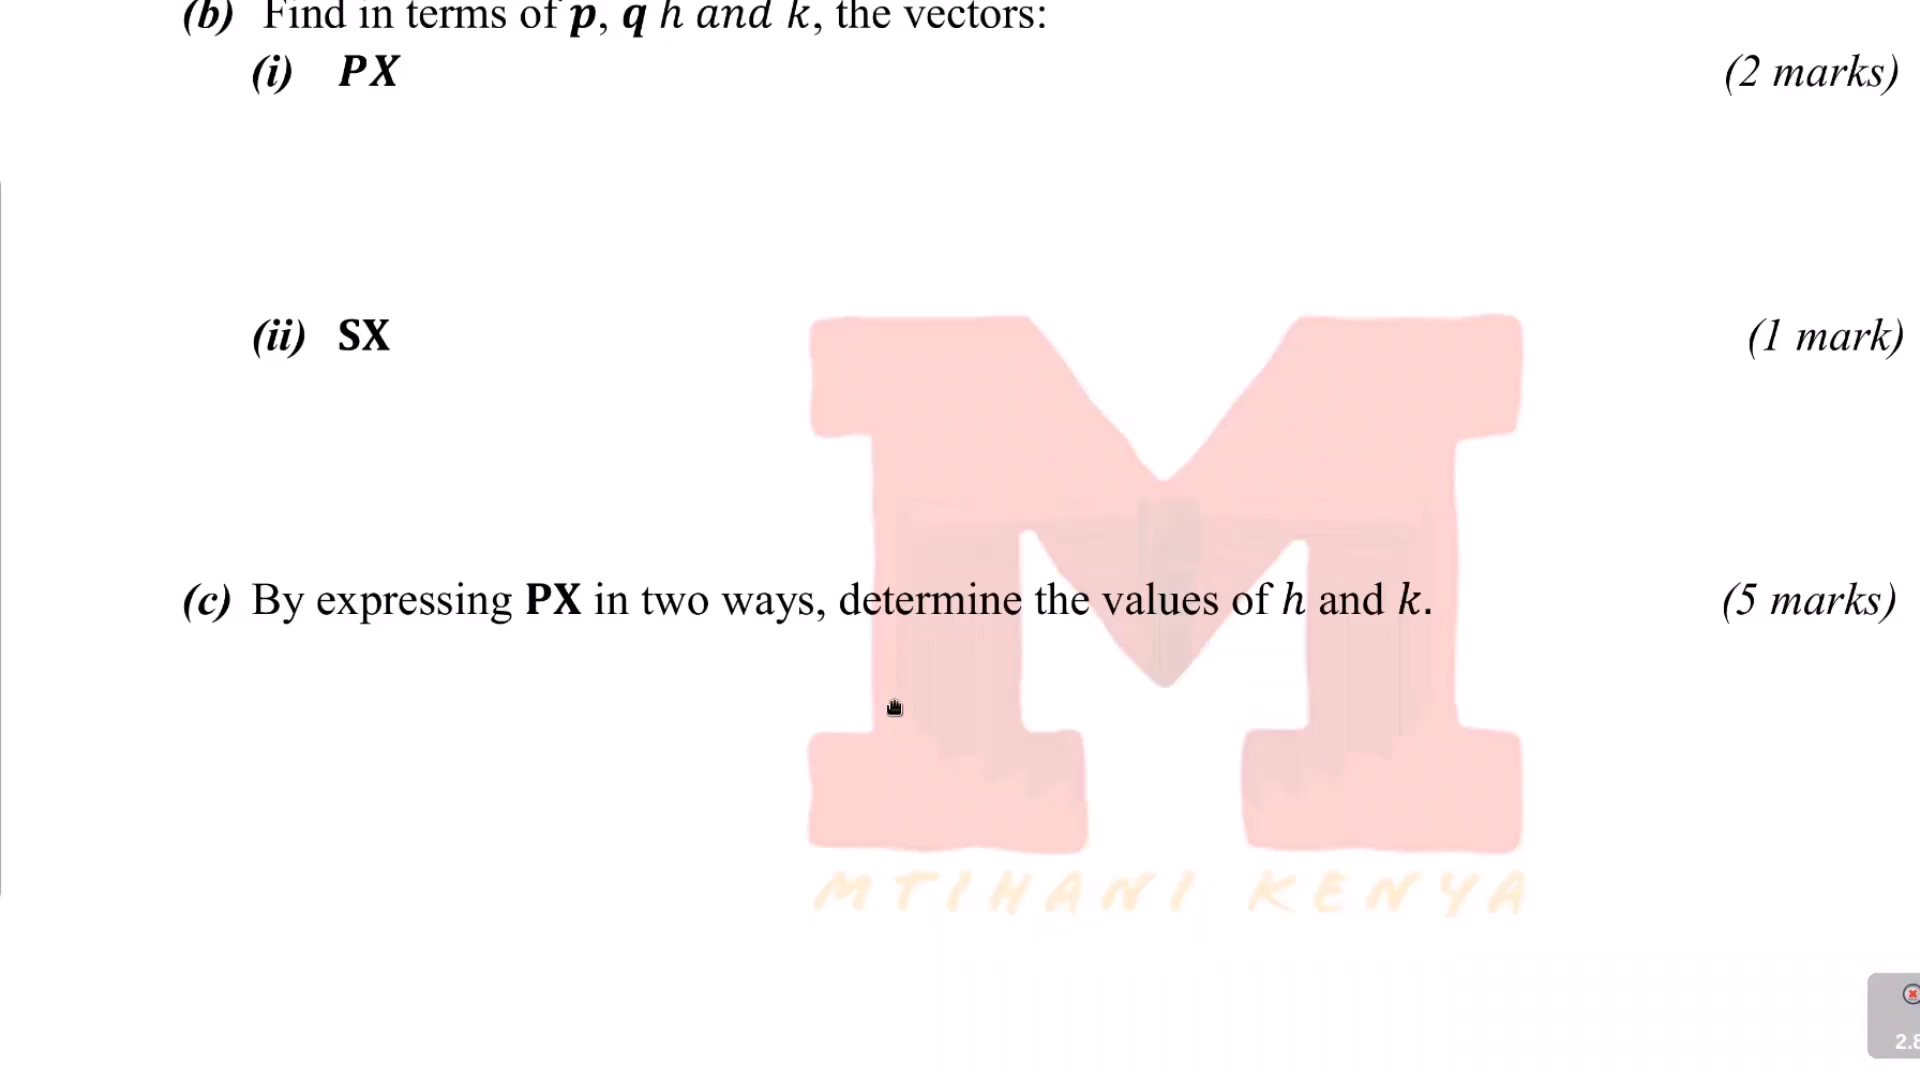 (b) Find in terms of p, q h and k, the vectors:
(i) PX (2 marks)
(ii) SX (1 mark)
(c) By expressing PX in two ways, determine the values of h and k. (5 marks)
MTIHANI KENYA